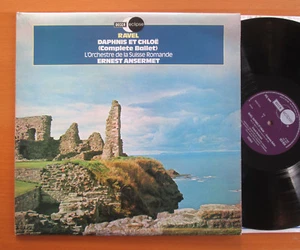 DECCA eclipse
RAVEL
DAPHNIS ET CHLOÉ
(Complete Ballet)
L'Orchestre de la Suisse Romande
ERNEST ANSERMET